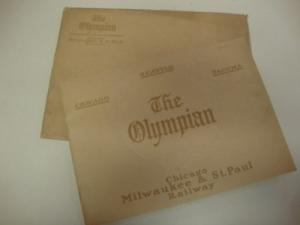 The
Olympian
CHICAGO
SEATTLE
TACOMA
The
Olympian
Chicago
Milwaukee & St. Paul
Railway